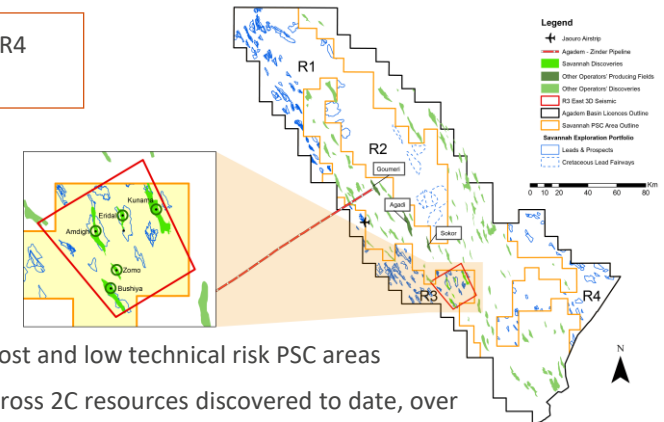 R4
Legend
Jaouro Airstrip
Agadem - Zinder Pipeline
Savannah Discoveries
Other Operators' Producing Fields
Other Operators' Discoveries
R3 East 3D Seismic
Agadem Basin Licences Outline
Savannah PSC Area Outline
Savannah Exploration Portfolio
Leads & Prospects
Cretaceous Lead Fairways
Km
0 10 20 40 60 80
R1
R2
Goumeri
Agadi
Sokor
R3
R4
N
Kunama
Eridal
Amdigh
Zomo
Bushiya
ost and low technical risk PSC areas
ross 2C resources discovered to date, over